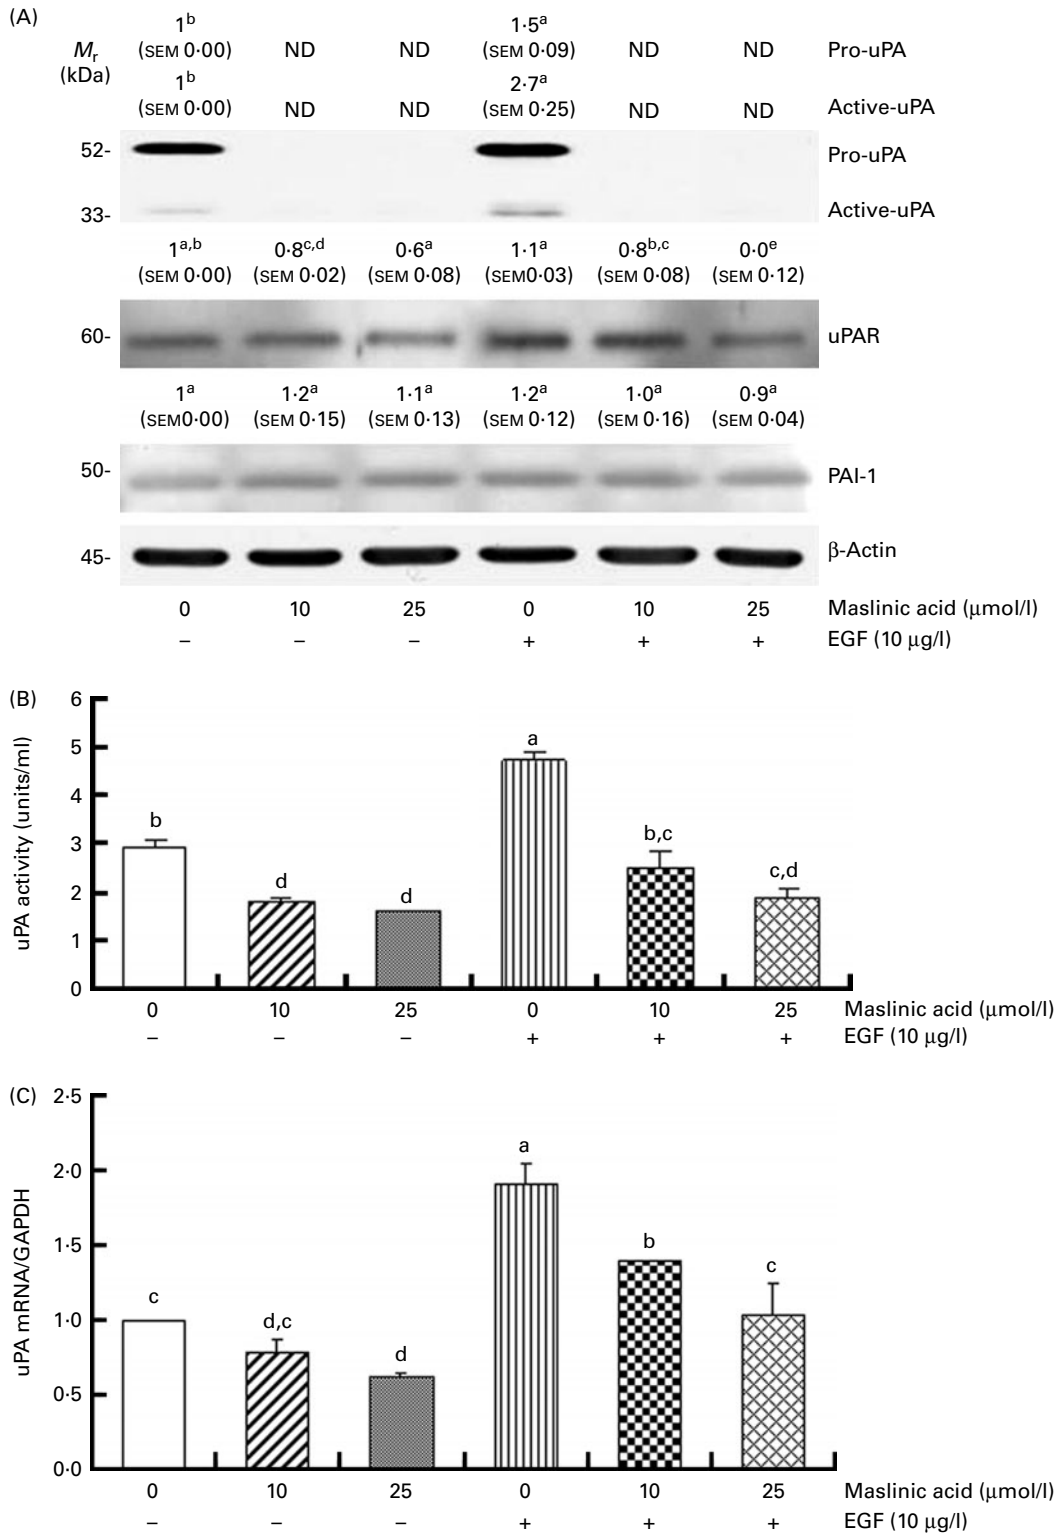 (A)
1b 1·5a
Mr (SEM 0·00) ND ND (SEM 0·09) ND ND Pro-uPA
(kDa)
1b 2·7a
(SEM 0·00) ND ND (SEM 0·25) ND ND Active-uPA
52- Pro-uPA
33- Active-uPA
1a,b 0·8c,d 0·6a 1·1a 0·8b,c 0·0e
(SEM 0·00) (SEM 0·02) (SEM 0·08) (SEM0·03) (SEM 0·08) (SEM 0·12)
60- uPAR
1a 1·2a 1·1a 1·2a 1·0a 0·9a
(SEM0·00) (SEM 0·15) (SEM 0·13) (SEM 0·12) (SEM 0·16) (SEM 0·04)
50- PAI-1
45- β-Actin
0 10 25 0 10 25 Maslinic acid (μmol/l)
– – – + + + EGF (10 μg/l)
(B)
uPA activity (units/ml)
6
5
4
3
2
1
0
b d d a b,c c,d
0 10 25 0 10 25 Maslinic acid (μmol/l)
– – – + + + EGF (10 μg/l)
(C)
uPA mRNA/GAPDH
2·5
2·0
1·5
1·0
0·5
0·0
c d,c d a b c
0 10 25 0 10 25 Maslinic acid (μmol/l)
– – – + + + EGF (10 μg/l)